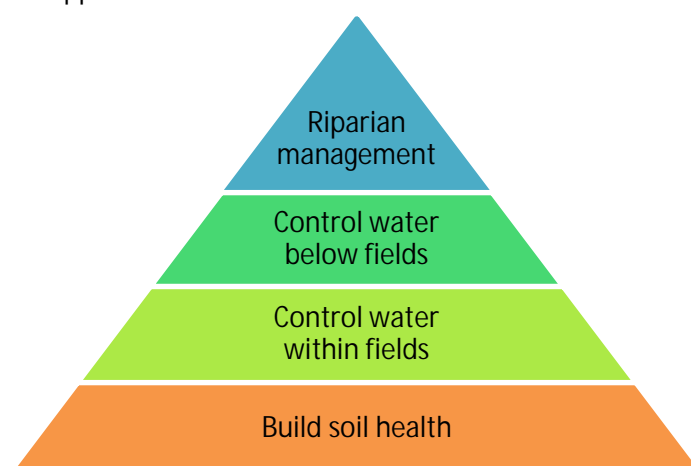 Riparian
management
Control water
below fields
Control water
within fields
Build soil health